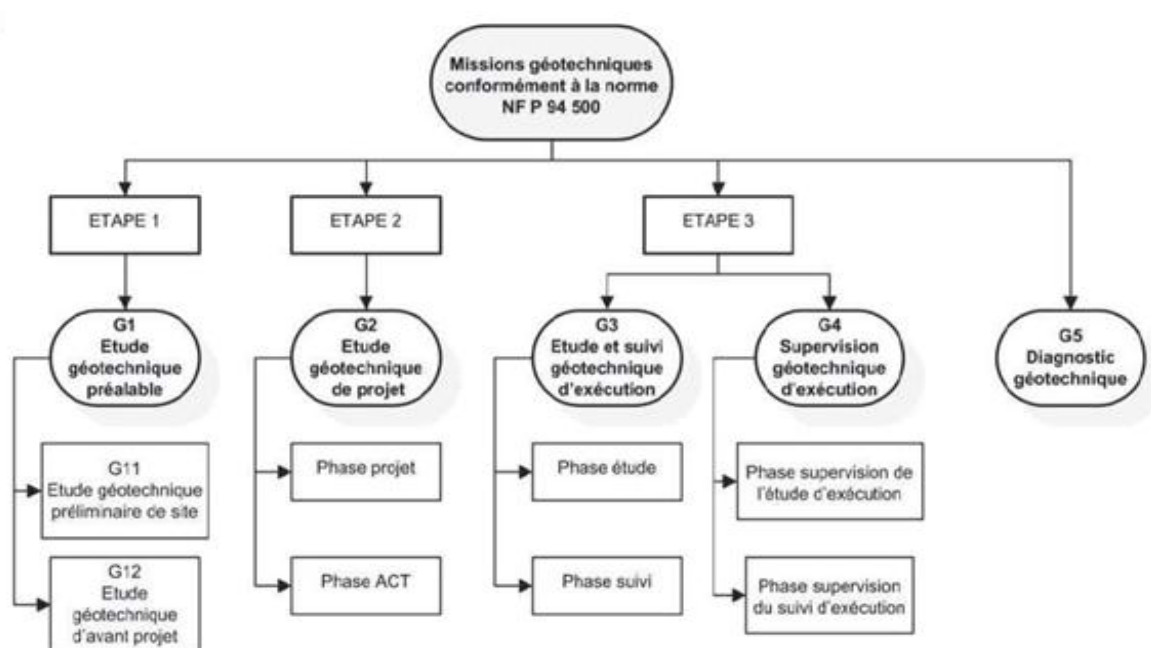 Missions géotechniques
conformément à la norme
NF P 94 500
ETAPE 1
ETAPE 2
ETAPE 3
G1
Etude
géotechnique
préalable
G2
Etude
géotechnique
de projet
G3
Etude et suivi
géotechnique
d'exécution
G4
Supervision
géotechnique
d'exécution
G5
Diagnostic
géotechnique
G11
Etude géotechnique
préliminaire de site
Phase projet
Phase étude
Phase supervision de
l'étude d'exécution
G12
Etude
géotechnique
d'avant projet
Phase ACT
Phase suivi
Phase supervision
du suivi d'exécution